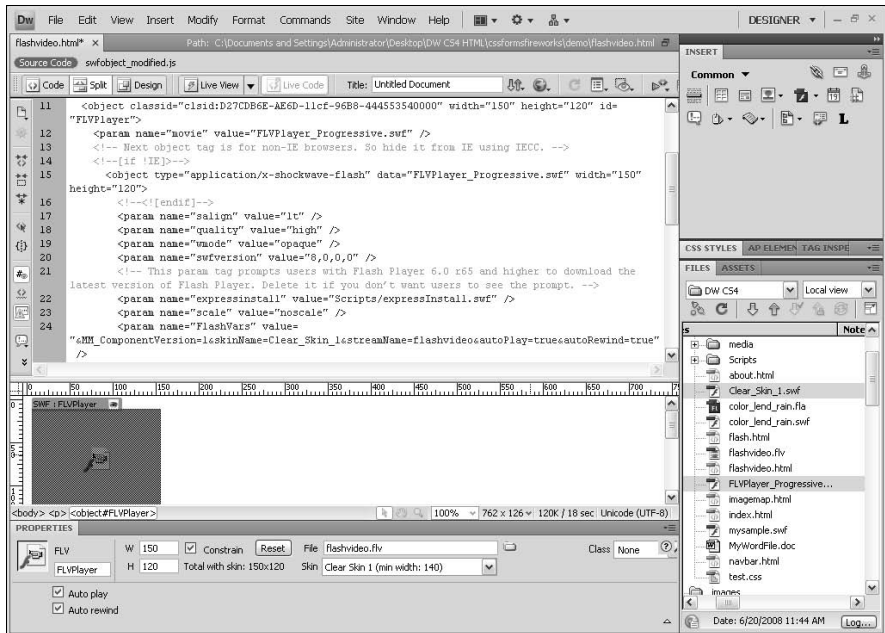 Dw File Edit View Insert Modify Format Commands Site Window Help DESIGNER
flashvideo.html* × Path: C:\Documents and Settings\Administrator\Desktop\DW CS4 HTML\cssformsfireworks\demo\flashvideo.html
Source Code swfobject_modified.js
Code Split Design Live View Live Code Title: Untitled Document
11 <object classid="clsid:D27CDB6E-AE6D-11cf-96B8-444553540000" width="150" height="120" id=
"FLVPlayer">
12 <param name="movie" value="FLVPlayer_Progressive.swf" />
13 <!-- Next object tag is for non-IE browsers. So hide it from IE using IECC. -->
14 <!--[if !IE]>-->
15 <object type="application/x-shockwave-flash" data="FLVPlayer_Progressive.swf" width="150"
height="120">
16 <!--<![endif]-->
17 <param name="salign" value="lt" />
18 <param name="quality" value="high" />
19 <param name="wmode" value="opaque" />
20 <param name="swfversion" value="8,0,0,0" />
21 <!-- This param tag prompts users with Flash Player 6.0 r65 and higher to download the
latest version of Flash Player. Delete it if you don't want users to see the prompt. -->
22 <param name="expressinstall" value="Scripts/expressInstall.swf" />
23 <param name="scale" value="noscale" />
24 <param name="FlashVars" value=
"&MM_ComponentVersion=1&skinName=Clear_Skin_1&streamName=flashvideo&autoPlay=true&autoRewind=true"
/>
0 50 100 150 200 250 300 350 400 450 500 550 600 650 700
SWF : FLVPlayer
<body> <p> <object#FLVPlayer> 100% 762 x 126 120K / 18 sec Unicode (UTF-8)
PROPERTIES
FLV W 150 Constrain Reset File flashvideo.flv Class None
FLVPlayer H 120 Total with skin: 150x120 Skin Clear Skin 1 (min width: 140)
Auto play
Auto rewind
INSERT
Common
CSS STYLES AP ELEMEN TAG INSPE
FILES ASSETS
DW CS4 Local view
s Note
media
Scripts
about.html
Clear_Skin_1.swf
color_lend_rain.fla
color_lend_rain.swf
flash.html
flashvideo.flv
flashvideo.html
FLVPlayer_Progressive...
imagemap.html
index.html
mysample.swf
MyWordFile.doc
navbar.html
test.css
images
Date: 6/20/2008 11:44 AM Log...